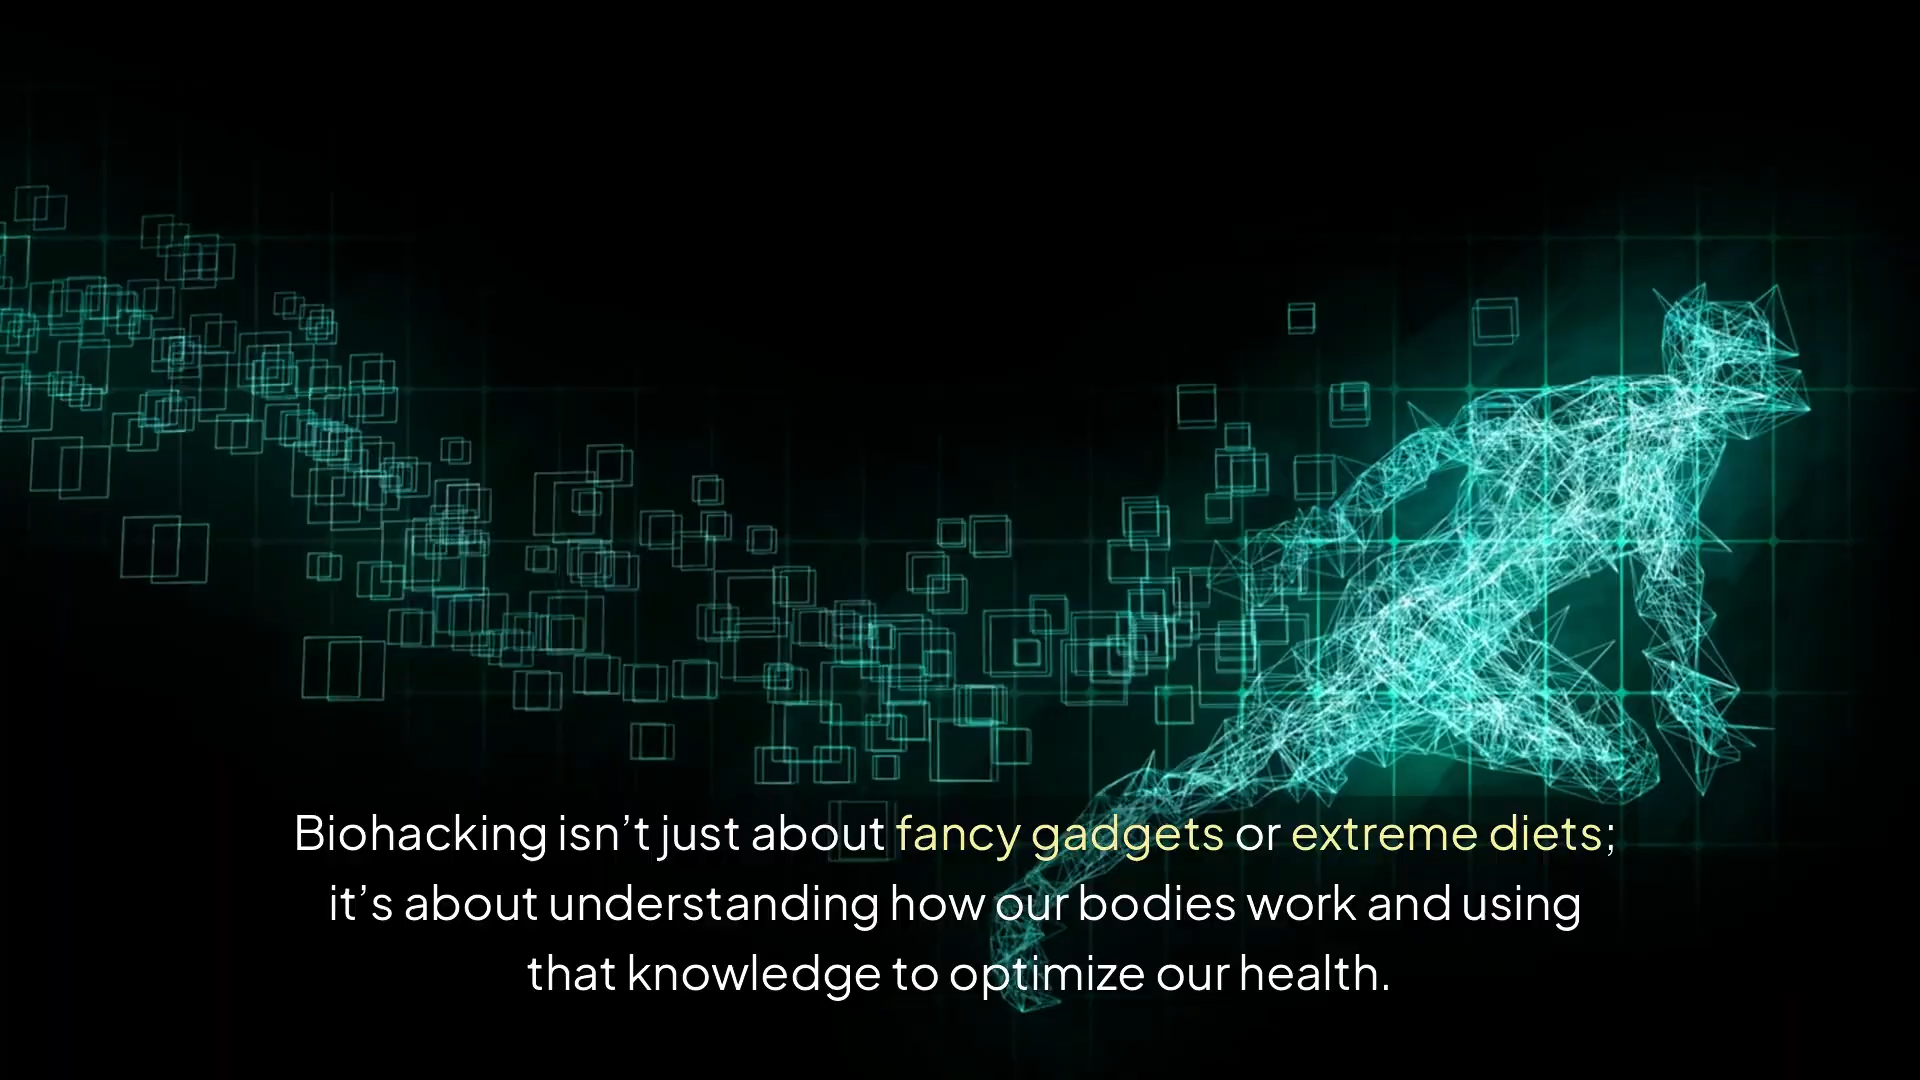 Biohacking isn’t just about fancy gadgets or extreme diets;
it’s about understanding how our bodies work and using
that knowledge to optimize our health.